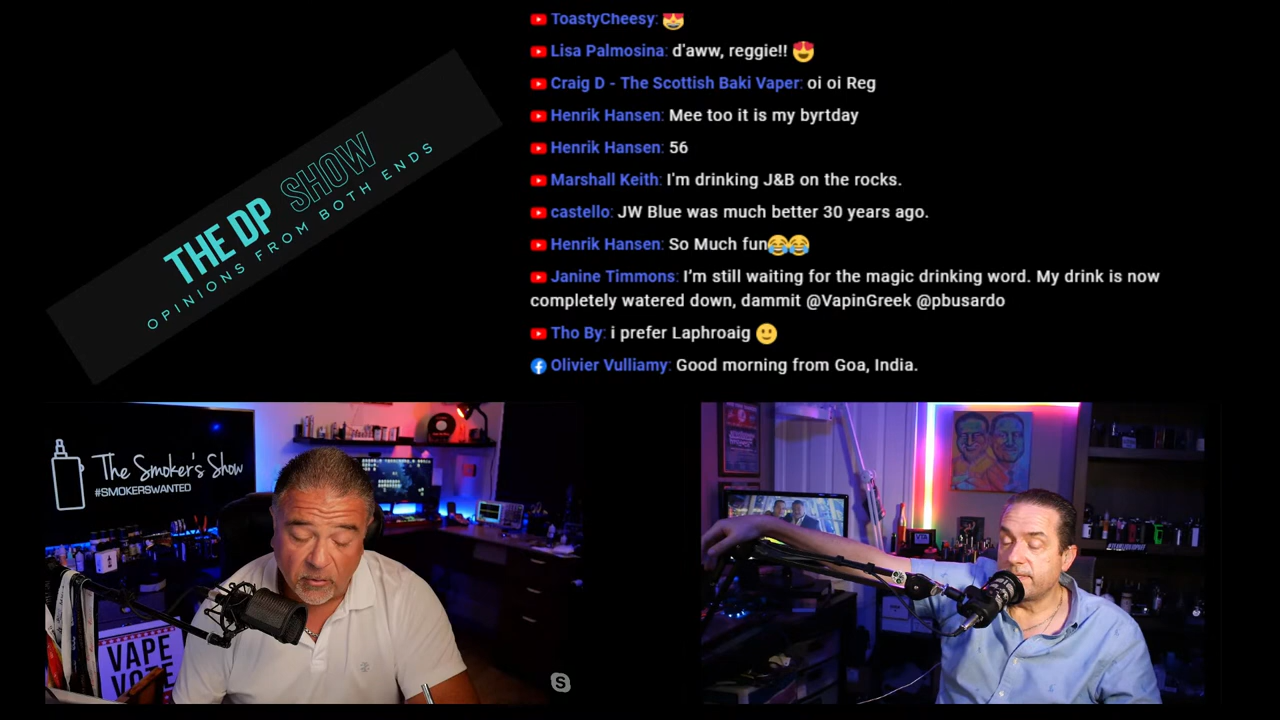 ToastyCheesy: 😍
Lisa Palmosina: d'aww, reggie!! 😍
Craig D - The Scottish Baki Vaper: oi oi Reg
Henrik Hansen: Mee too it is my byrtday
Henrik Hansen: 56
Marshall Keith: I'm drinking J&B on the rocks.
castello: JW Blue was much better 30 years ago.
Henrik Hansen: So Much fun😂😂
Janine Timmons: I’m still waiting for the magic drinking word. My drink is now
completely watered down, dammit @VapinGreek @pbusardo
Tho By: i prefer Laphroaig 🙂
Olivier Vulliamy: Good morning from Goa, India.
THE DP SHOW
OPINIONS FROM BOTH ENDS
The Smoker's Show
#SMOKERSWANTED
VAPE
VOTE
S